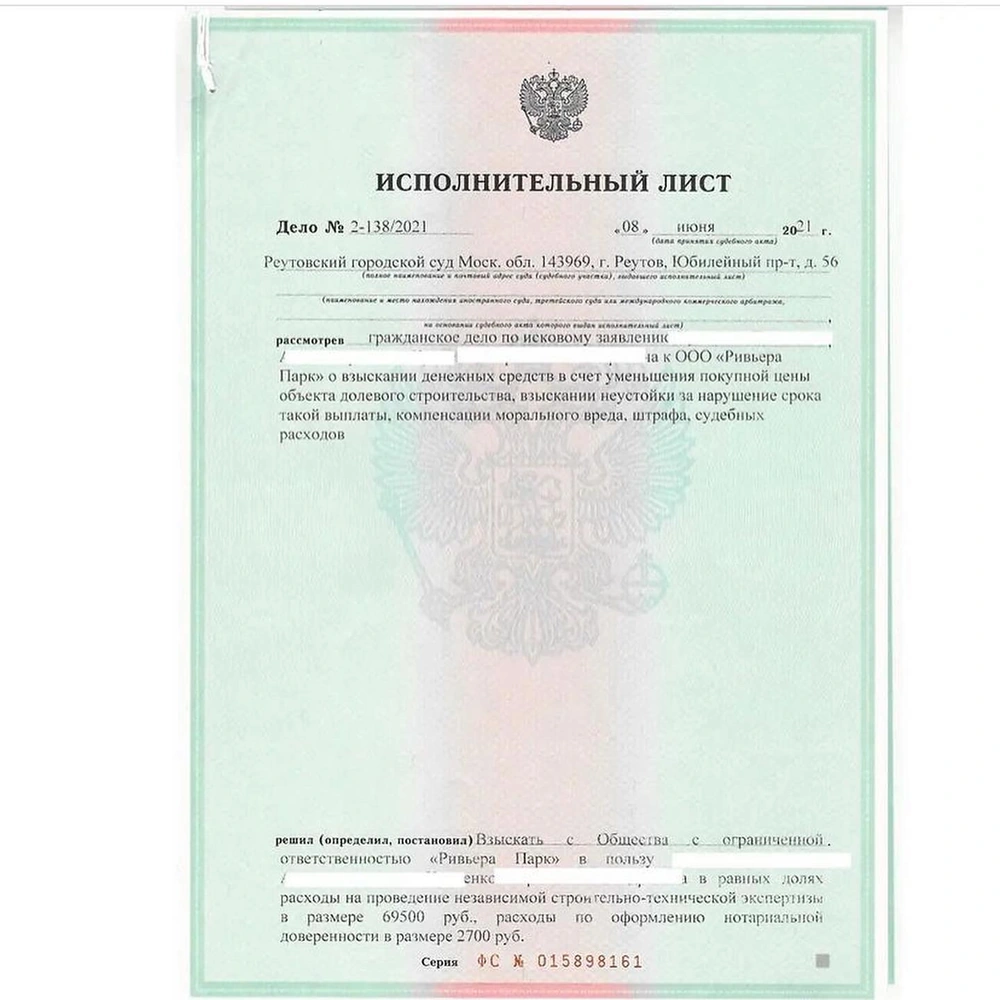 ИСПОЛНИТЕЛЬНЫЙ ЛИСТ
Дело № 2-138/2021 «08» июня 2021 г.
(дата принятия судебного акта)
Реутовский городской суд Моск. обл. 143969, г. Реутов, Юбилейный пр-т, д. 56
(полное наименование и почтовый адрес суда (судебного участка), выдавшего исполнительный лист)
(наименование и место нахождения иностранного суда, третейского суда или международного коммерческого арбитража,
на основании судебного акта которого выдан исполнительный лист)
рассмотрев гражданское дело по исковому
к ООО «Ривьера
Парк» о взыскании денежных средств в счет уменьшения покупной цены
объекта долевого строительства, взыскании неустойки за нарушение срока
такой выплаты, компенсации морального вреда, штрафа, судебных
расходов
решил (определил, постановил) Взыскать с Общества с ограниченной
ответственностью «Ривьера Парк» в пользу
в равных долях
расходы на проведение независимой строительно-технической экспертизы
в размере 69500 руб., расходы по оформлению нотариальной
доверенности в размере 2700 руб.
Серия ФС № 015898161